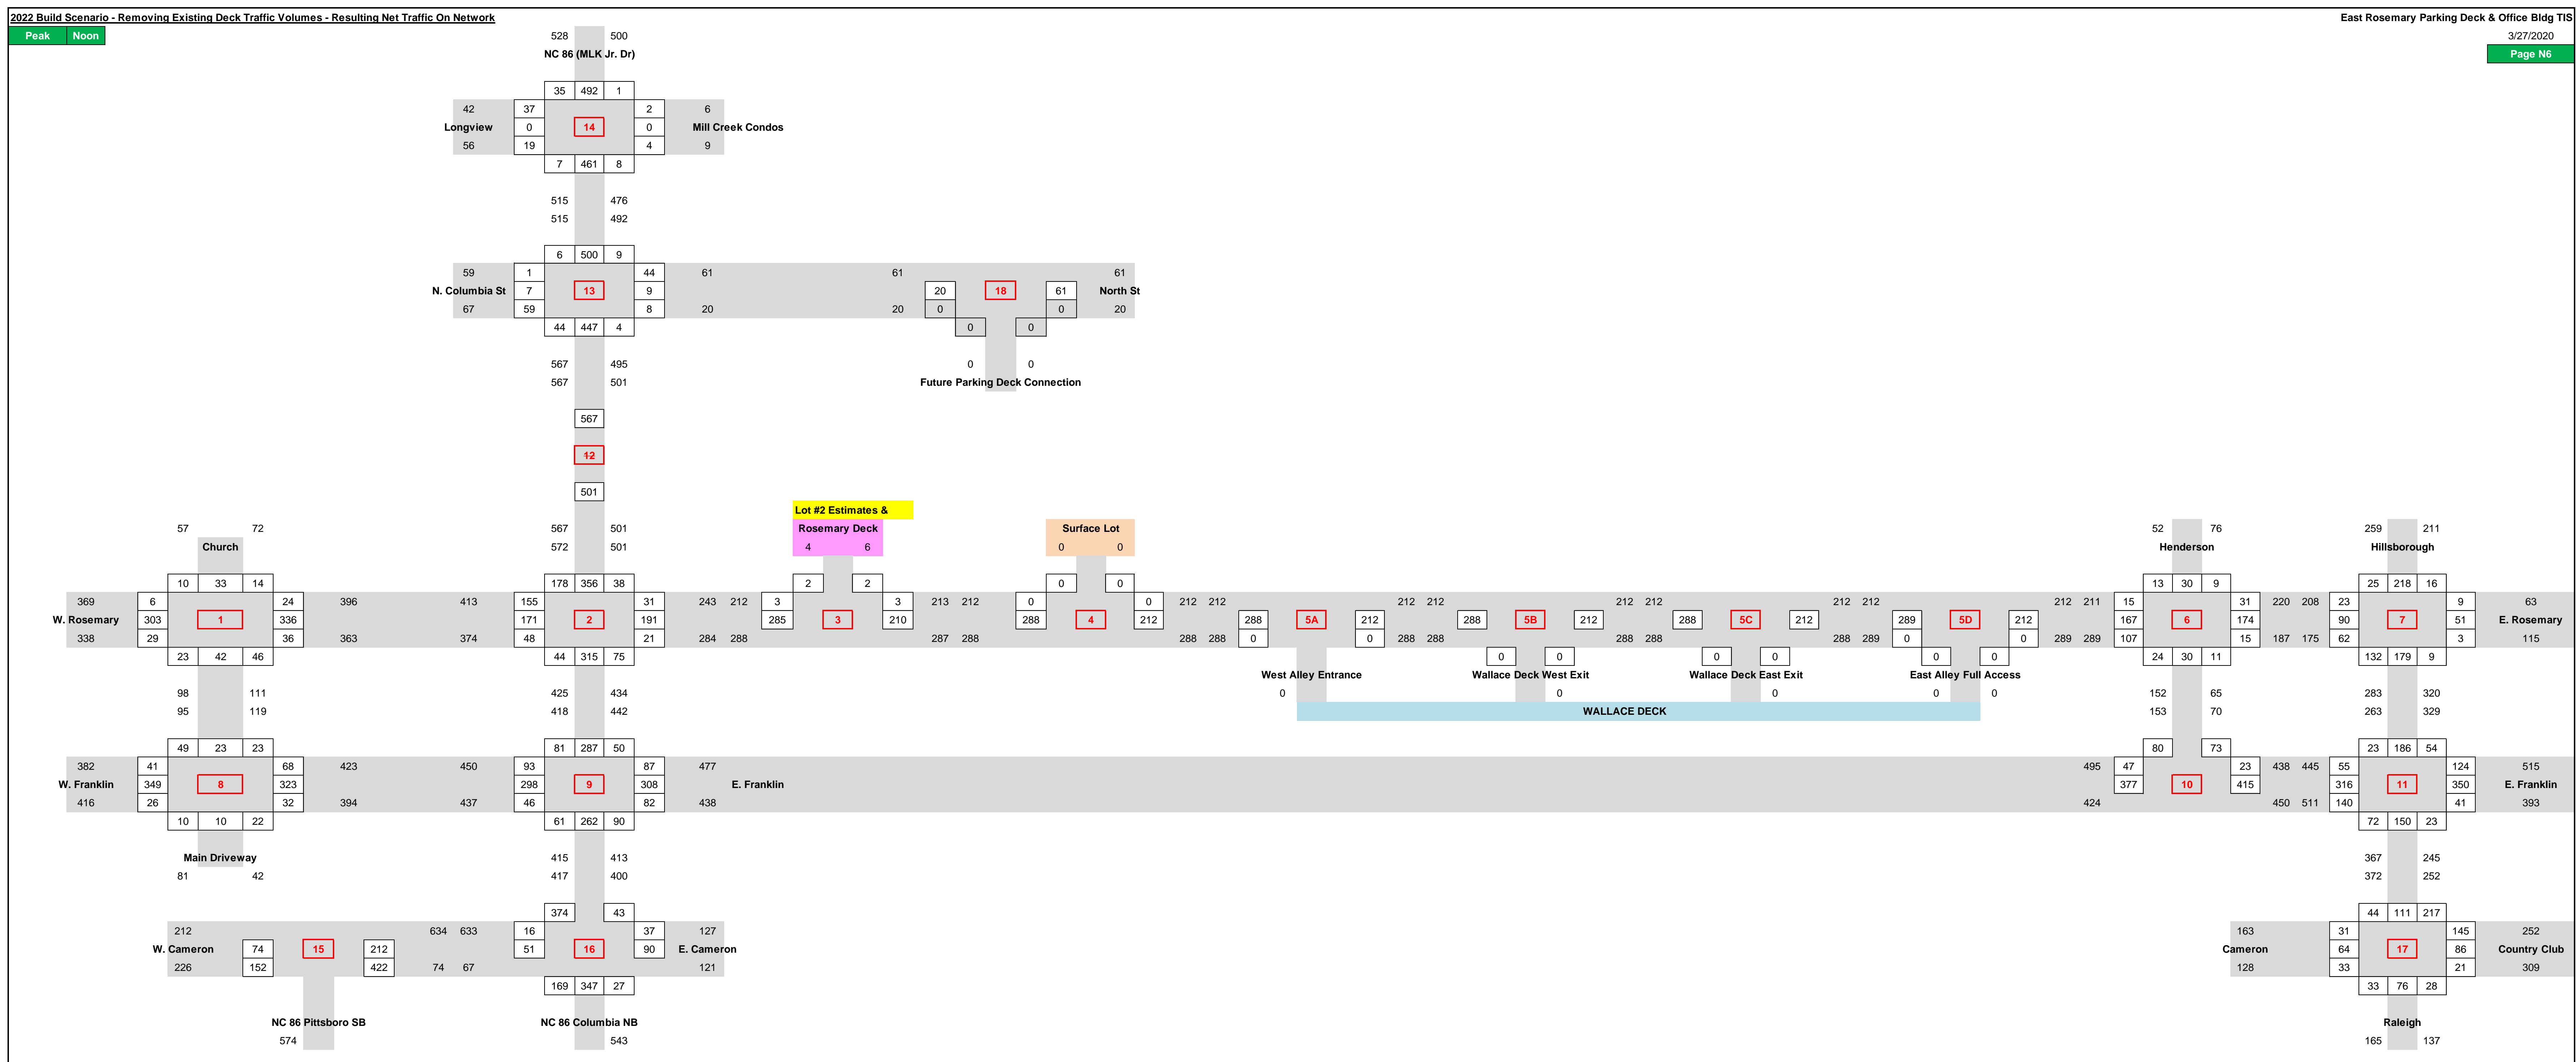 2022 Build Scenario - Removing Existing Deck Traffic Volumes - Resulting Net Traffic On Network East Rosemary Parking Deck & Office Bldg TIS
Peak Noon 528 500 3/27/2020
NC 86 (MLK Jr. Dr) Page N6
35 492 1
42 37 2 6
Longview 0 14 0 Mill Creek Condos
56 19 4 9
7 461 8
515 476
515 492
6 500 9
59 1 44 61 61 61
N. Columbia St 7 13 9 20 18 61 North St
67 59 8 20 20 0 0 20
44 447 4 0 0
567 495 0 0
567 501 Future Parking Deck Connection
567
12
501
Lot #2 Estimates &
57 72 567 501 Rosemary Deck Surface Lot 52 76 259 211
Church 572 501 4 6 0 0 Henderson Hillsborough
10 33 14 178 356 38 2 2 0 0 13 30 9 25 218 16
369 6 24 396 413 155 31 243 212 3 3 213 212 0 0 212 212 212 212 212 212 212 212 212 211 15 31 220 208 23 9 63
W. Rosemary 303 1 336 171 2 191 285 3 210 288 4 212 288 5A 212 288 5B 212 288 5C 212 289 5D 212 167 6 174 90 7 51 E. Rosemary
338 29 36 363 374 48 21 284 288 287 288 288 288 0 0 288 288 288 288 288 289 0 0 289 289 107 15 187 175 62 3 115
23 42 46 44 315 75 0 0 0 0 0 0 24 30 11 132 179 9
West Alley Entrance Wallace Deck West Exit Wallace Deck East Exit East Alley Full Access
98 111 425 434 0 0 0 0 0 152 65 283 320
95 119 418 442 WALLACE DECK 153 70 263 329
49 23 23 81 287 50 80 73 23 186 54
382 41 68 423 450 93 87 477 495 47 23 438 445 55 124 515
W. Franklin 349 8 323 298 9 308 E. Franklin 377 10 415 316 11 350 E. Franklin
416 26 32 394 437 46 82 438 424 450 511 140 41 393
10 10 22 61 262 90 72 150 23
Main Driveway 415 413 367 245
81 42 417 400 372 252
374 43 44 111 217
212 634 633 16 37 127 163 31 145 252
W. Cameron 74 15 212 51 16 90 E. Cameron Cameron 64 17 86 Country Club
226 152 422 74 67 121 128 33 21 309
169 347 27 33 76 28
NC 86 Pittsboro SB NC 86 Columbia NB Raleigh
574 543 165 137